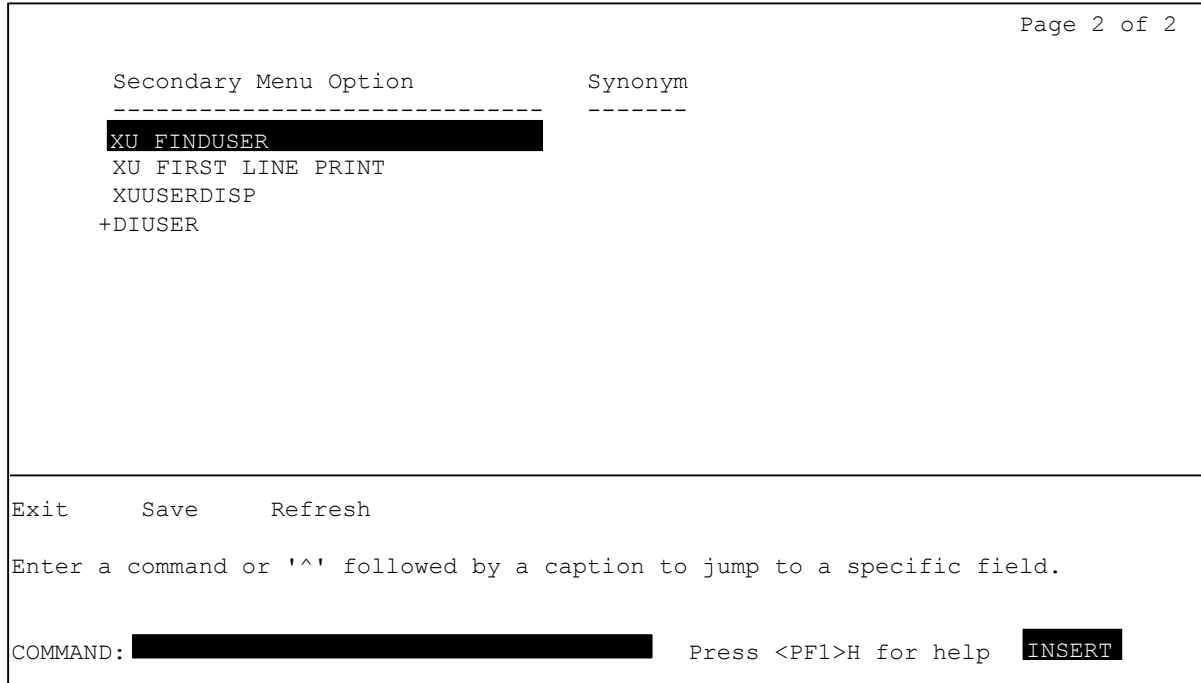 Page 2 of 2
Secondary Menu Option Synonym
------------------------------ -------
XU FINDUSER
XU FIRST LINE PRINT
XUUSERDISP
+DIUSER
Exit Save Refresh
Enter a command or '^' followed by a caption to jump to a specific field.
COMMAND: Press <PF1>H for help INSERT